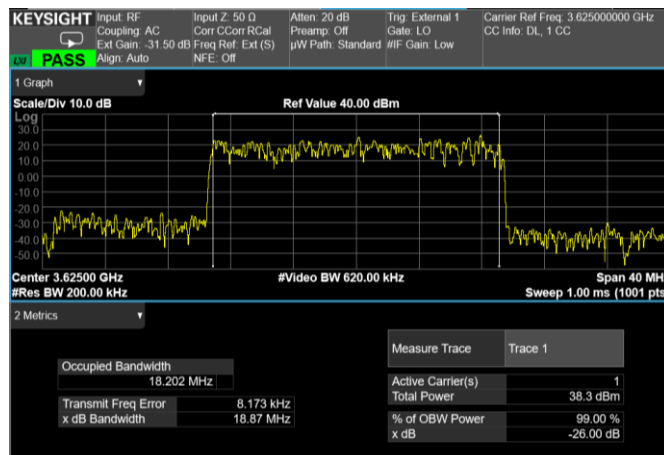 KEYSIGHT Input: RF Input Z: 50 Ω Atten: 20 dB Trig: External 1 Carrier Ref Freq: 3.625000000 GHz
Coupling: AC Corr CCorr RCal Preamp: Off Gate: LO CC Info: DL, 1 CC
Ext Gain: -31.50 dB Freq Ref: Ext (S) µW Path: Standard #IF Gain: Low
LXI PASS Align: Auto NFE: Off
1 Graph
Scale/Div 10.0 dB Ref Value 40.00 dBm
Log
30.0
20.0
10.0
0.00
-10.0
-20.0
-30.0
-40.0
-50.0
Center 3.62500 GHz #Video BW 620.00 kHz Span 40 MH
#Res BW 200.00 kHz Sweep 1.00 ms (1001 pts
2 Metrics
Measure Trace Trace 1
Occupied Bandwidth
18.202 MHz
Active Carrier(s) 1
Total Power 38.3 dBm
Transmit Freq Error 8.173 kHz
x dB Bandwidth 18.87 MHz
% of OBW Power 99.00 %
x dB -26.00 dB